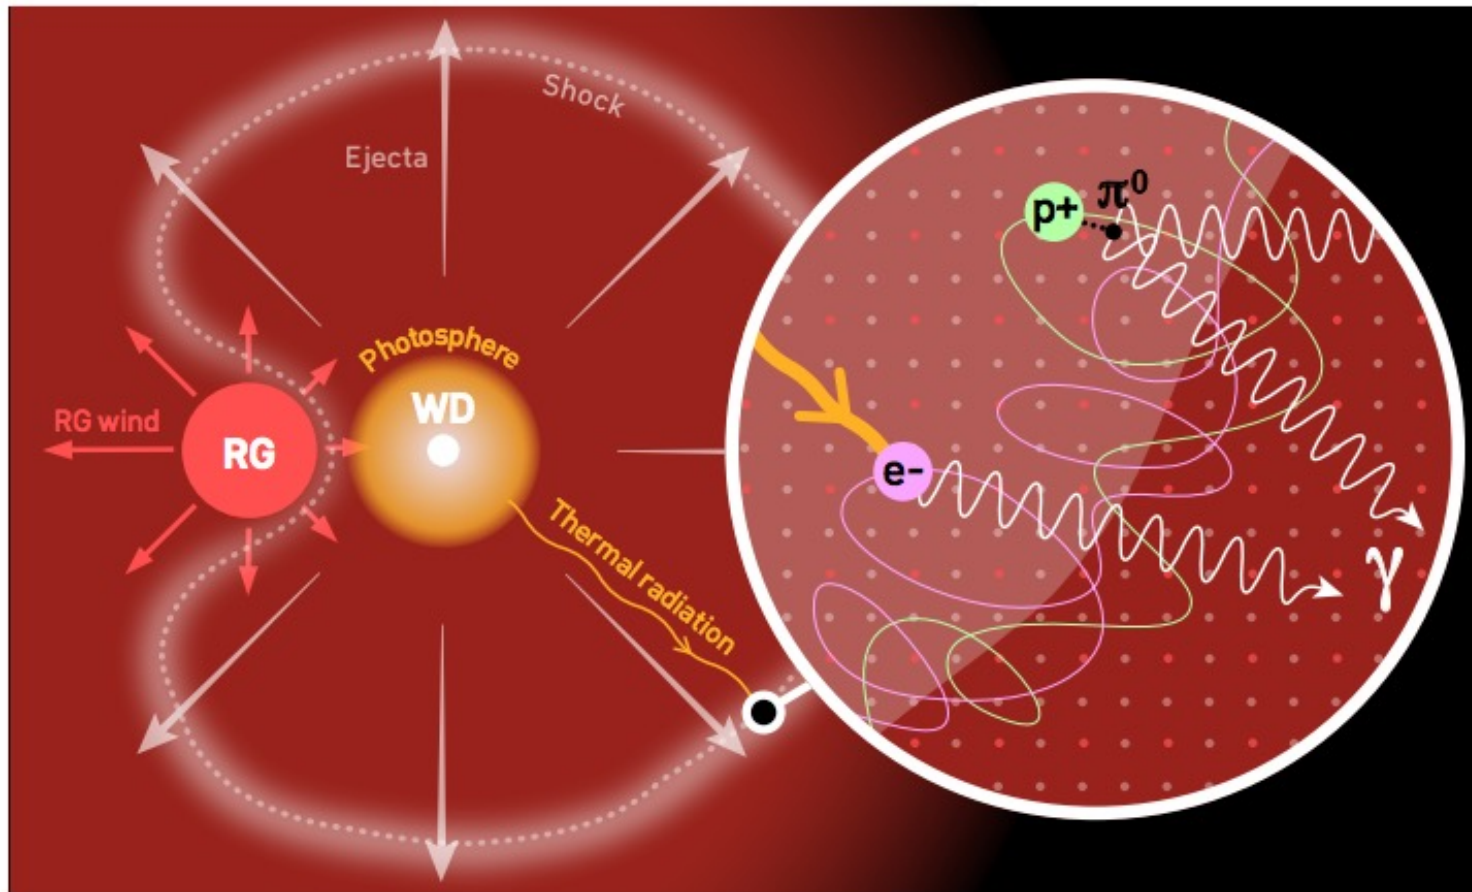 Shock
Ejecta
Photosphere
WD
RG wind
RG
Thermal radiation
p+
π⁰
e-
γ